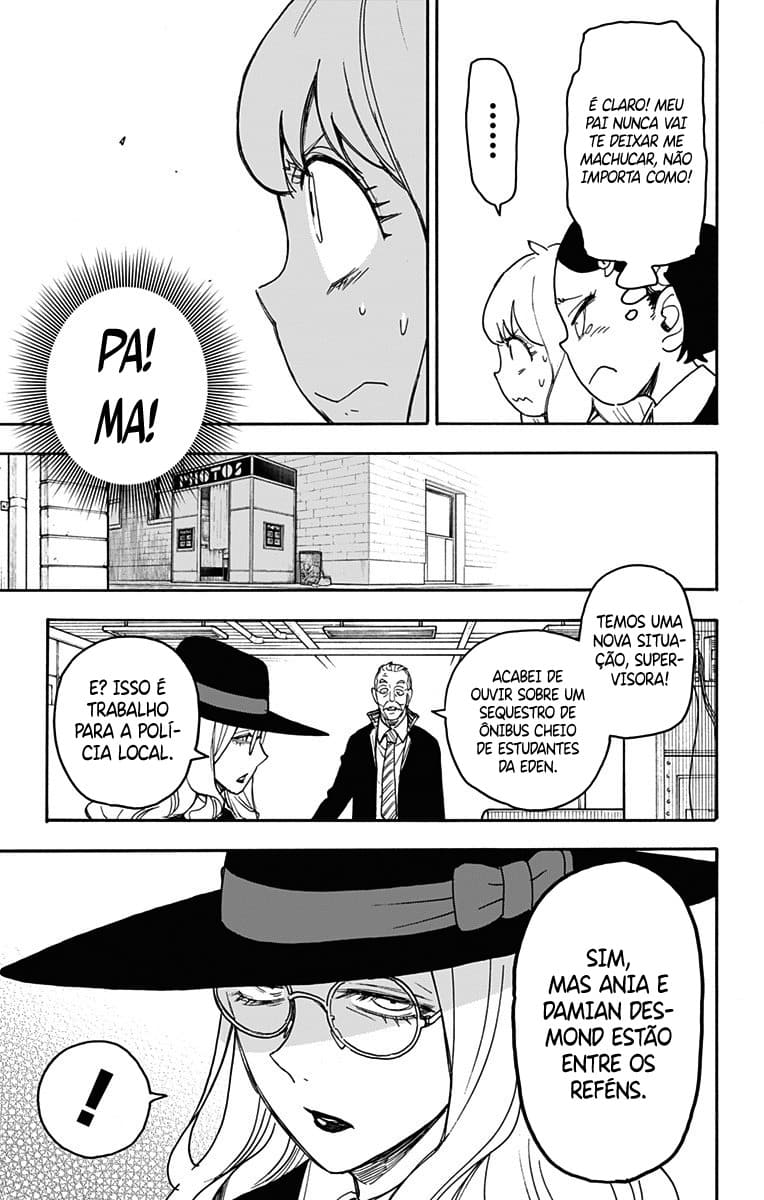 É CLARO! MEU
PAI NUNCA VAI
TE DEIXAR ME
MACHUCAR, NÃO
IMPORTA COMO!
......
PA!
MA!
PHOTOS
TEMOS UMA
NOVA SITUA-
ÇÃO, SUPER-
VISORA!
ACABEI DE
OUVIR SOBRE UM
SEQUESTRO DE
ÔNIBUS CHEIO
DE ESTUDANTES
DA EDEN.
E? ISSO É
TRABALHO
PARA A POLÍ-
CIA LOCAL.
SIM,
MAS ANIA E
DAMIAN DES-
MOND ESTÃO
ENTRE OS
REFÉNS.
!